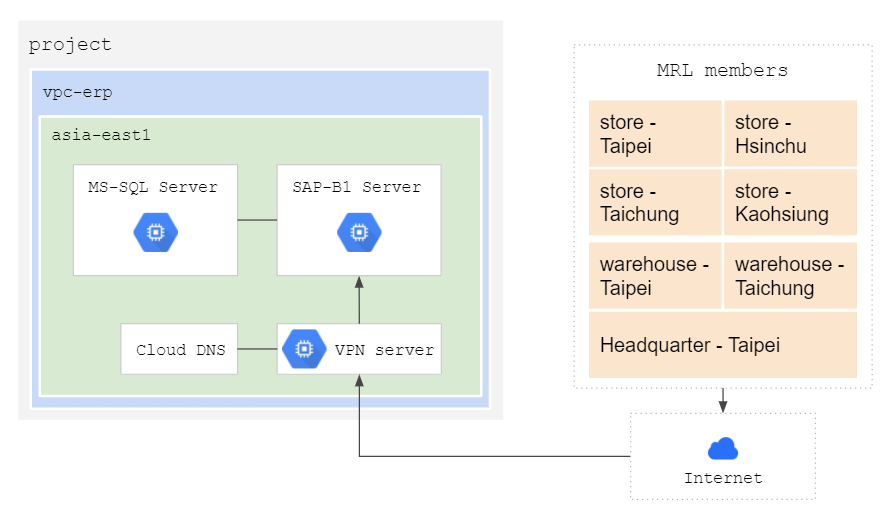 project
vpc-erp
asia-east1
MS-SQL Server
SAP-B1 Server
Cloud DNS
VPN server
MRL members
store -
Taipei
store -
Hsinchu
store -
Taichung
store -
Kaohsiung
warehouse -
Taipei
warehouse -
Taichung
Headquarter - Taipei
Internet